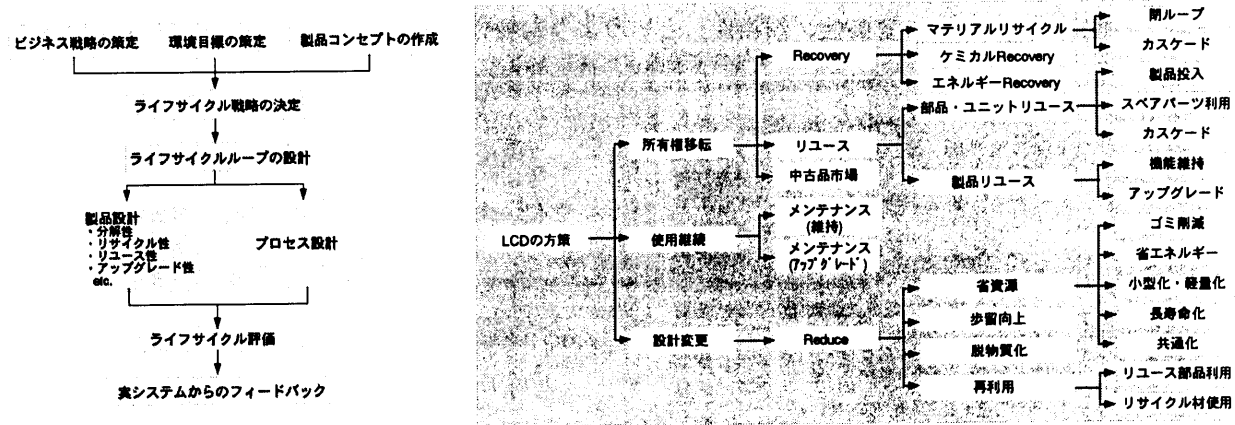 ビジネス戦略の策定 環境目標の策定 製品コンセプトの作成
ライフサイクル戦略の決定
ライフサイクルループの設計
製品設計
・分解性
・リサイクル性
・リユース性
・アップグレード性
etc.
プロセス設計
ライフサイクル評価
実システムからのフィードバック
LCDの方策
所有権移転
使用継続
設計変更
Recovery
リユース
中古品市場
メンテナンス
(維持)
メンテナンス
(アップグレード)
Reduce
マテリアルリサイクル
ケミカルRecovery
エネルギーRecovery
部品・ユニットリユース
製品リユース
省資源
歩留向上
脱物質化
再利用
閉ループ
カスケード
製品投入
スペアパーツ利用
カスケード
機能維持
アップグレード
ゴミ削減
省エネルギー
小型化・軽量化
長寿命化
共通化
リユース部品利用
リサイクル材使用